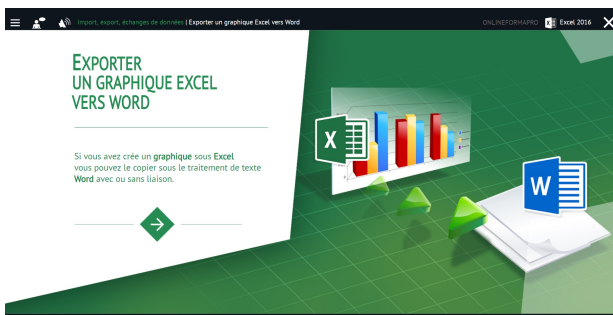 Import, export, échanges de données | Exporter un graphique Excel vers Word
ONLINEFORMAPRO
Excel 2016
EXPORTER
UN GRAPHIQUE EXCEL
VERS WORD
Si vous avez crée un graphique sous Excel
vous pouvez le copier sous le traitement de texte
Word avec ou sans liaison.
X
W